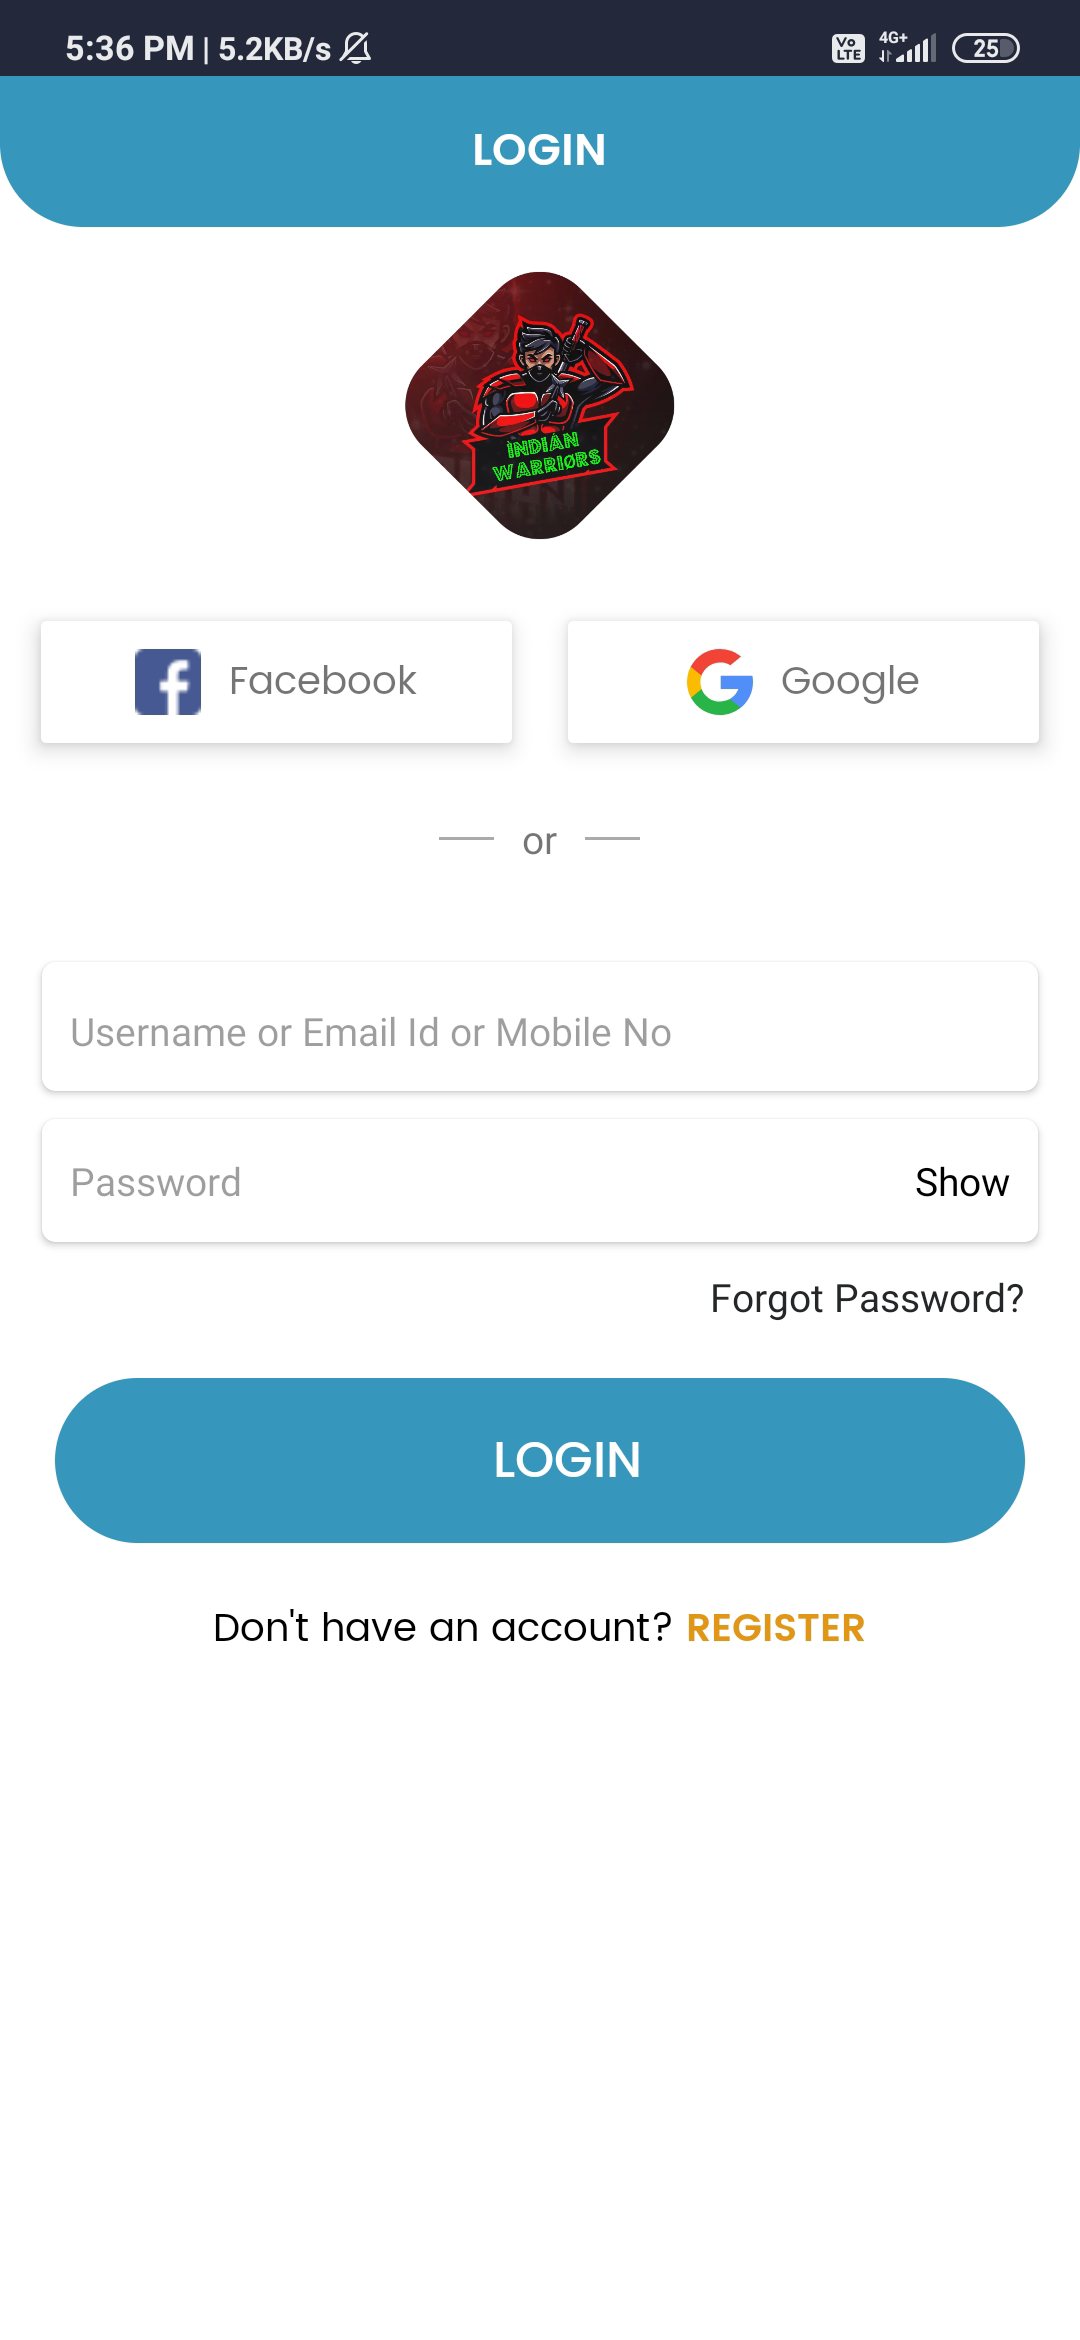 5:36 PM | 5.2KB/s
Vo LTE 4G+ 25
LOGIN
INDIAN
WARRIØRS
Facebook
Google
or
Username or Email Id or Mobile No
Password
Show
Forgot Password?
LOGIN
Don't have an account? REGISTER